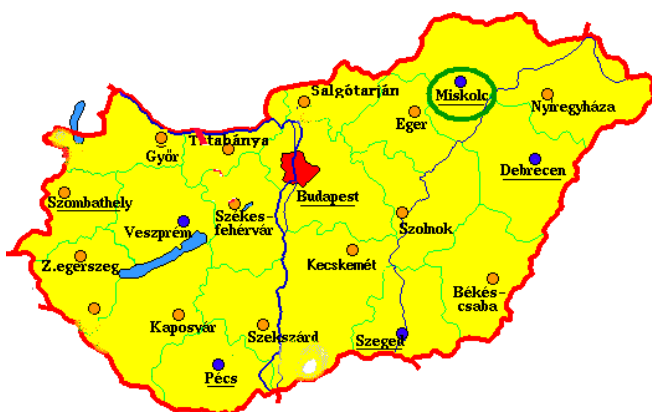 Salgótarján
Miskolc
Nyíregyháza
Eger
Tatabánya
Győr
Debrecen
Szombathely
Budapest
Székes-
fehérvár
Veszprém
Szolnok
Z.egerszeg
Kecskemét
Békés-
csaba
Kaposvár
Szekszárd
Szeged
Pécs